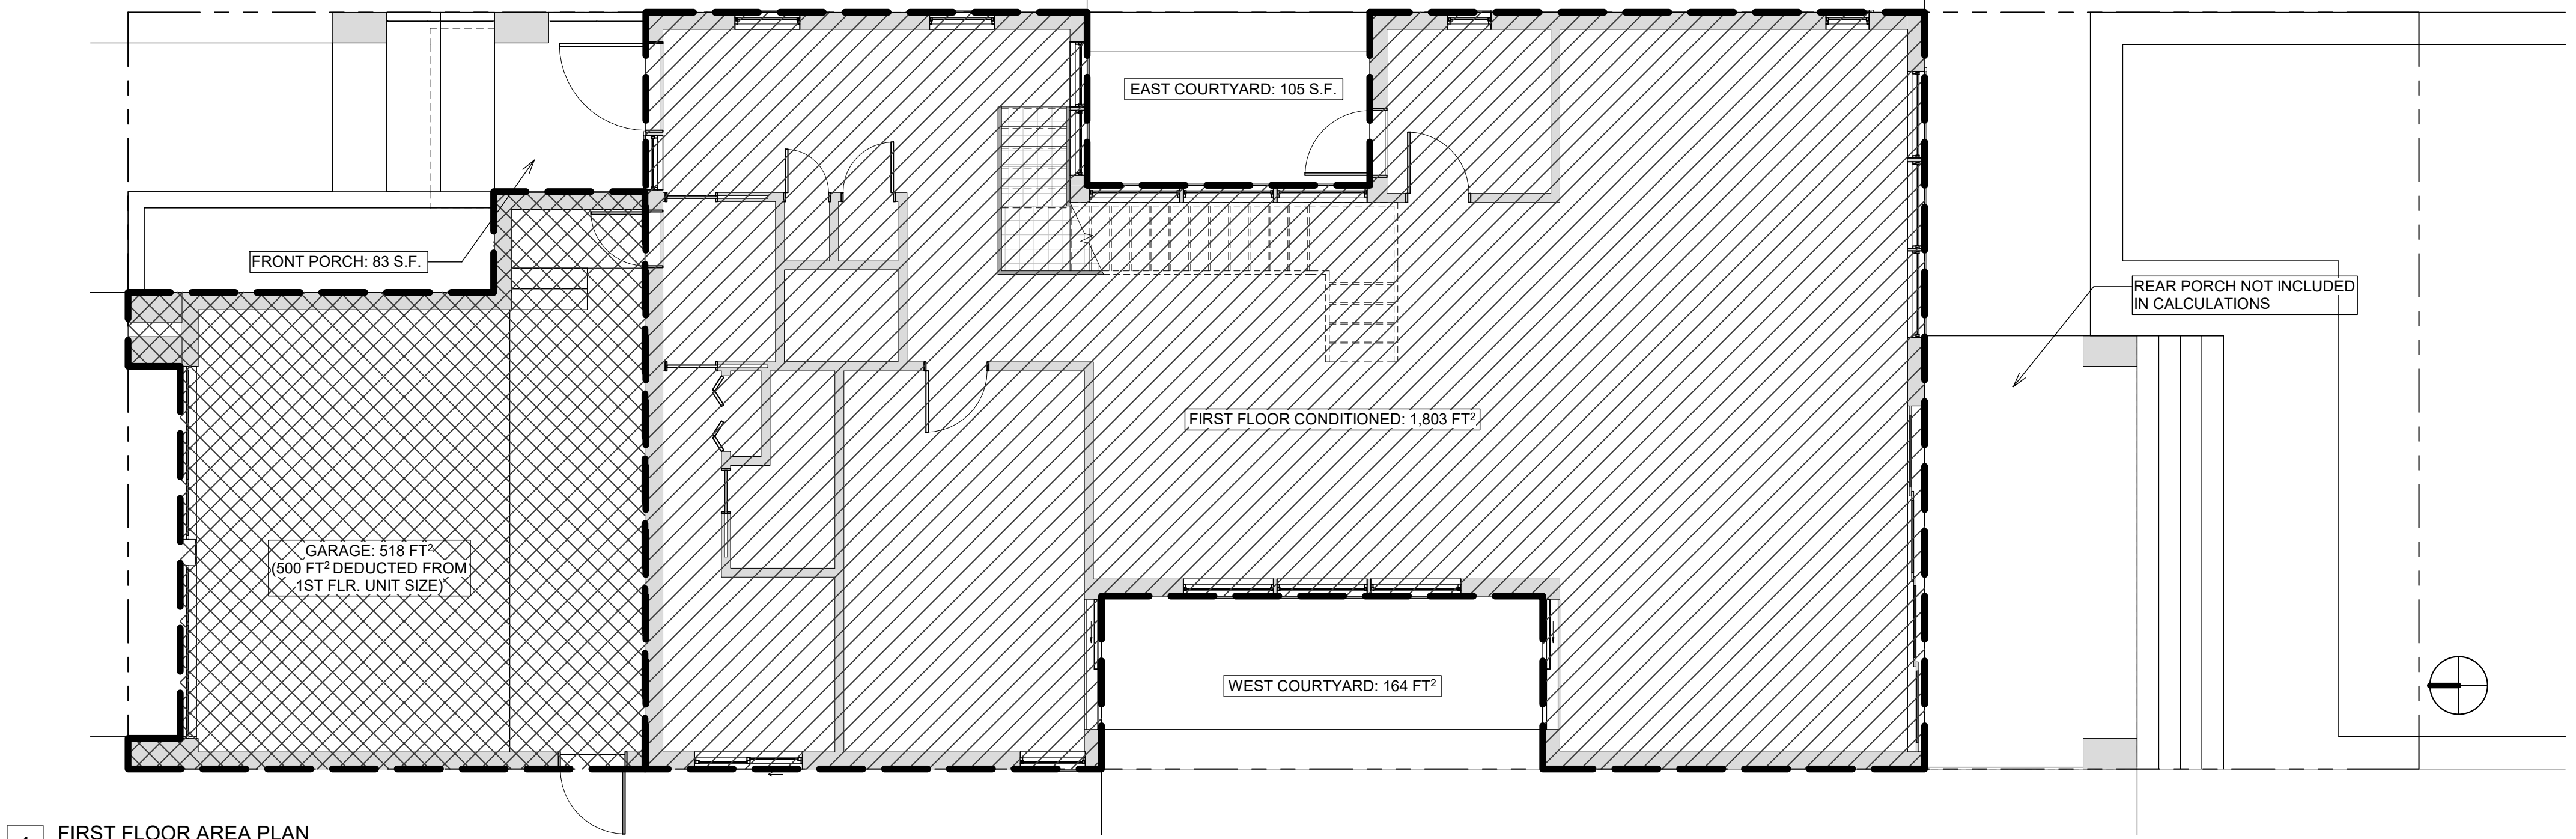 EAST COURTYARD: 105 S.F.
FRONT PORCH: 83 S.F.
REAR PORCH NOT INCLUDED
IN CALCULATIONS
FIRST FLOOR CONDITIONED: 1,803 FT²
GARAGE: 518 FT²
(500 FT² DEDUCTED FROM
1ST FLR. UNIT SIZE)
WEST COURTYARD: 164 FT²
FIRST FLOOR AREA PLAN